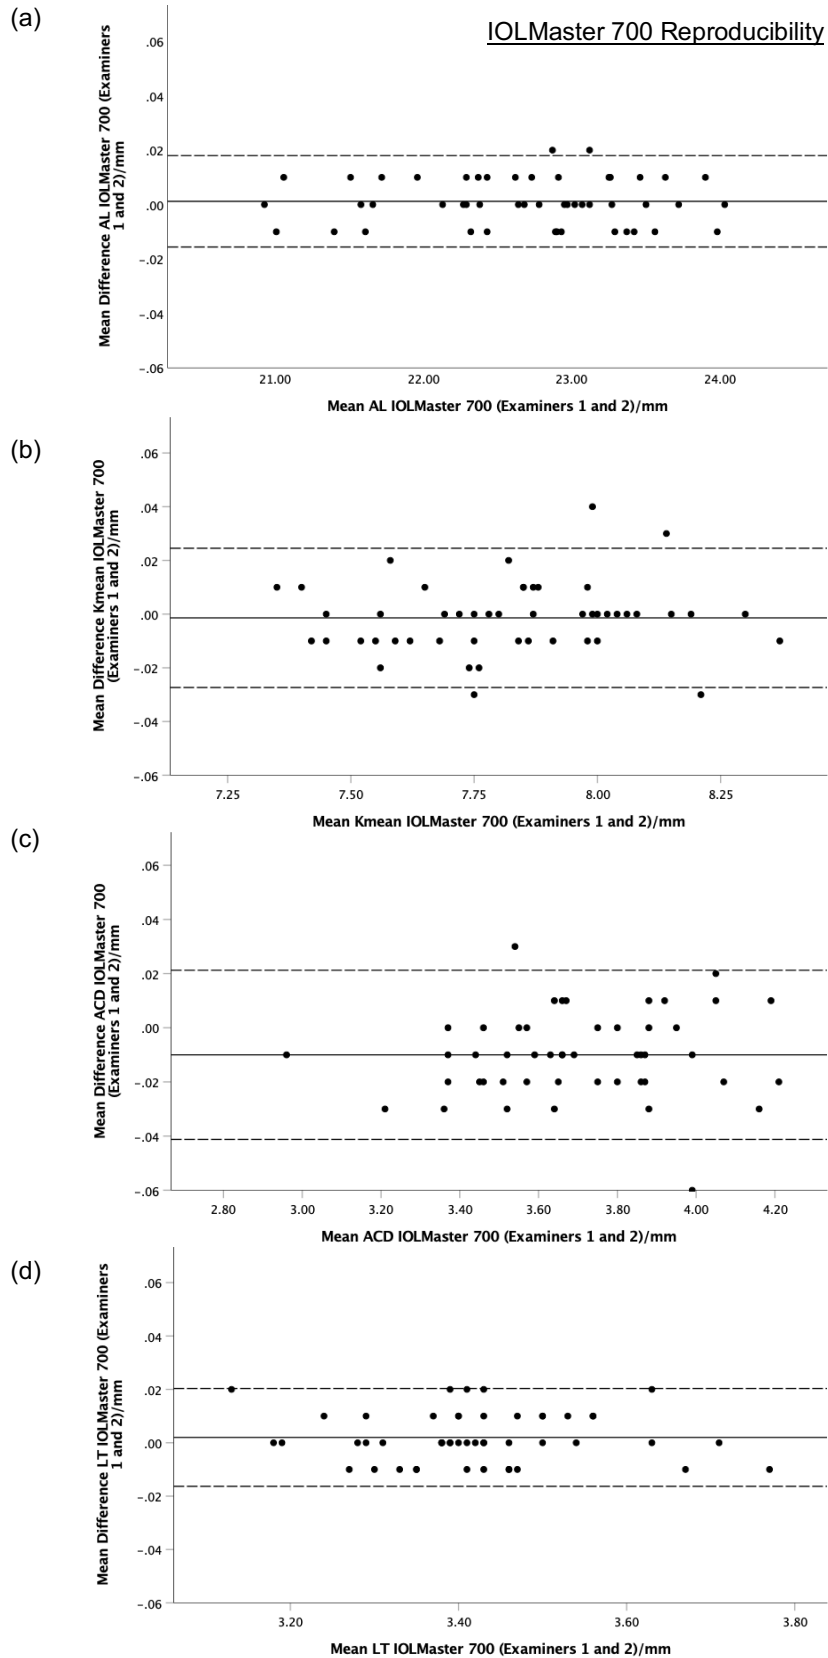 (a)
IOLMaster 700 Reproducibility
Mean Difference AL IOLMaster 700 (Examiners
1 and 2)/mm
.06
.04
.02
.00
-.02
-.04
-.06
21.00 22.00 23.00 24.00
Mean AL IOLMaster 700 (Examiners 1 and 2)/mm
(b)
Mean Difference Kmean IOLMaster 700
(Examiners 1 and 2)/mm
.06
.04
.02
.00
-.02
-.04
-.06
7.25 7.50 7.75 8.00 8.25
Mean Kmean IOLMaster 700 (Examiners 1 and 2)/mm
(c)
Mean Difference ACD IOLMaster 700
(Examiners 1 and 2)/mm
.06
.04
.02
.00
-.02
-.04
-.06
2.80 3.00 3.20 3.40 3.60 3.80 4.00 4.20
Mean ACD IOLMaster 700 (Examiners 1 and 2)/mm
(d)
Mean Difference LT IOLMaster 700 (Examiners
1 and 2)/mm
.06
.04
.02
.00
-.02
-.04
-.06
3.20 3.40 3.60 3.80
Mean LT IOLMaster 700 (Examiners 1 and 2)/mm